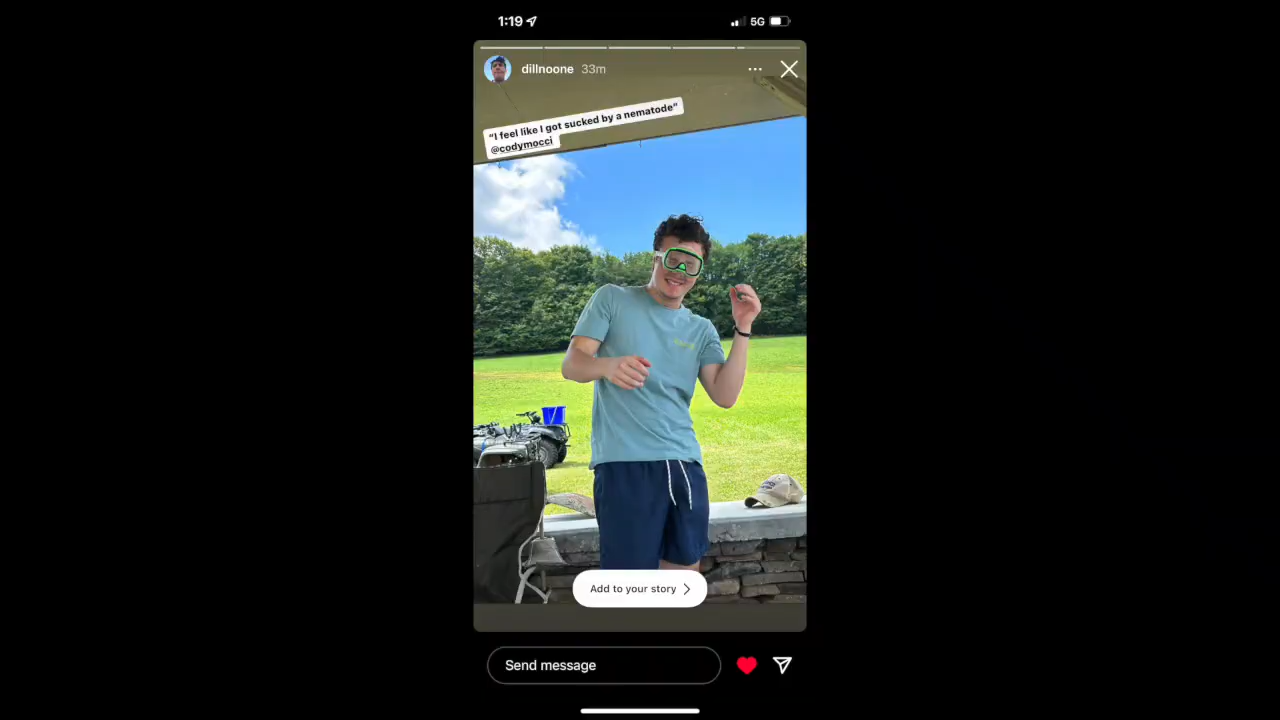 1:19
5G
dillnoone 33m
“I feel like I got sucked by a nematode”
@codymocci
Add to your story
Send message